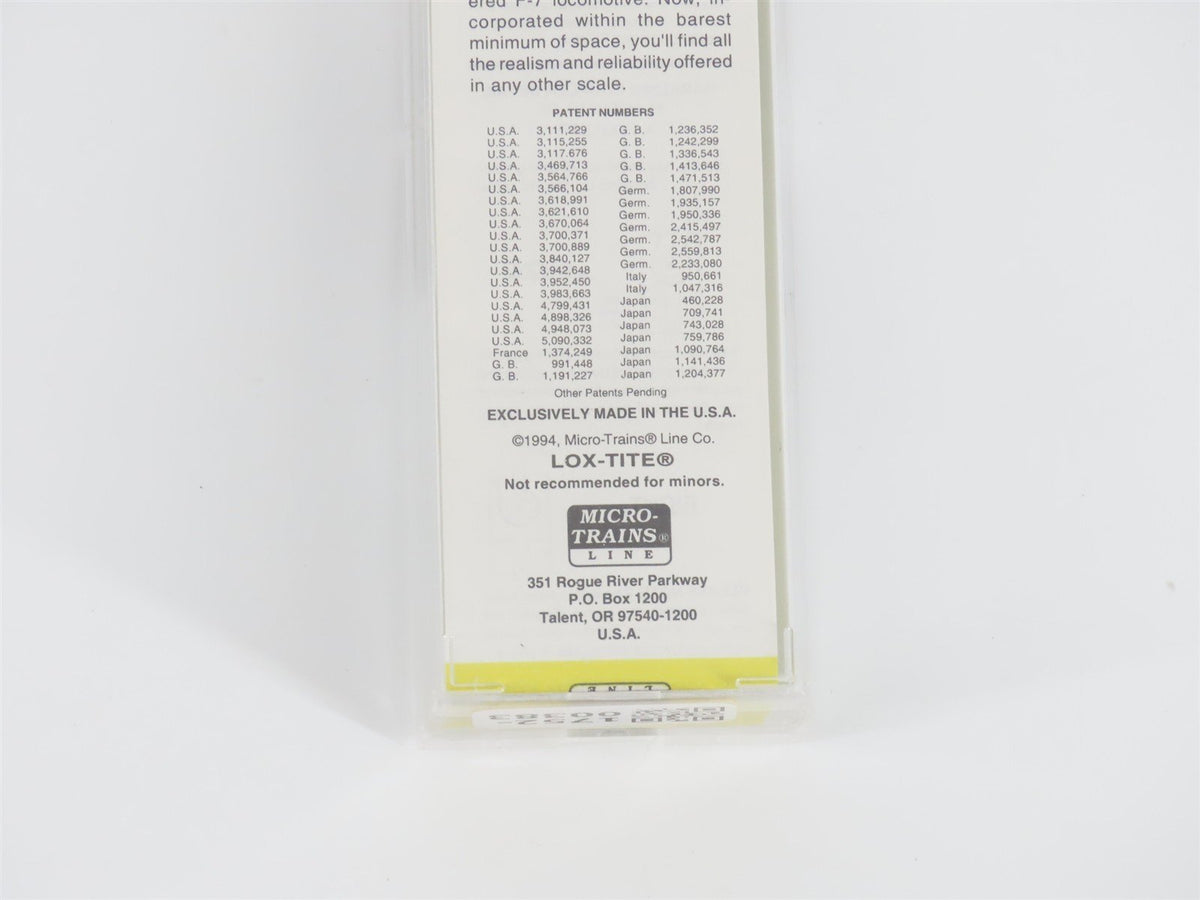 ered F-7 locomotive. Now, in-
corporated within the barest
minimum of space, you'll find all
the realism and reliability offered
in any other scale.
PATENT NUMBERS
U.S.A. 3,111,229 G. B. 1,236,352
U.S.A. 3,115,255 G. B. 1,242,299
U.S.A. 3,117.676 G. B. 1,336,543
U.S.A. 3,469,713 G. B. 1,413,646
U.S.A. 3,564,766 G. B. 1,471,513
U.S.A. 3,566,104 Germ. 1,807,990
U.S.A. 3,618,991 Germ. 1,935,157
U.S.A. 3,621,610 Germ. 1,950,336
U.S.A. 3,670,064 Germ. 2,415,497
U.S.A. 3,700,371 Germ. 2,542,787
U.S.A. 3,700,889 Germ. 2,559,813
U.S.A. 3,840,127 Germ. 2,233,080
U.S.A. 3,942,648 Italy 950,661
U.S.A. 3,952,450 Italy 1,047,316
U.S.A. 3,983,663 Japan 460,228
U.S.A. 4,799,431 Japan 709,741
U.S.A. 4,898,326 Japan 743,028
U.S.A. 4,948,073 Japan 759,786
U.S.A. 5,090,332 Japan 1,090,764
France 1,374,249 Japan 1,141,436
G. B. 991,448 Japan 1,204,377
G. B. 1,191,227
Other Patents Pending
EXCLUSIVELY MADE IN THE U.S.A.
©1994, Micro-Trains® Line Co.
LOX-TITE®
Not recommended for minors.
MICRO-
TRAINS®
LINE
351 Rogue River Parkway
P.O. Box 1200
Talent, OR 97540-1200
U.S.A.
LINE